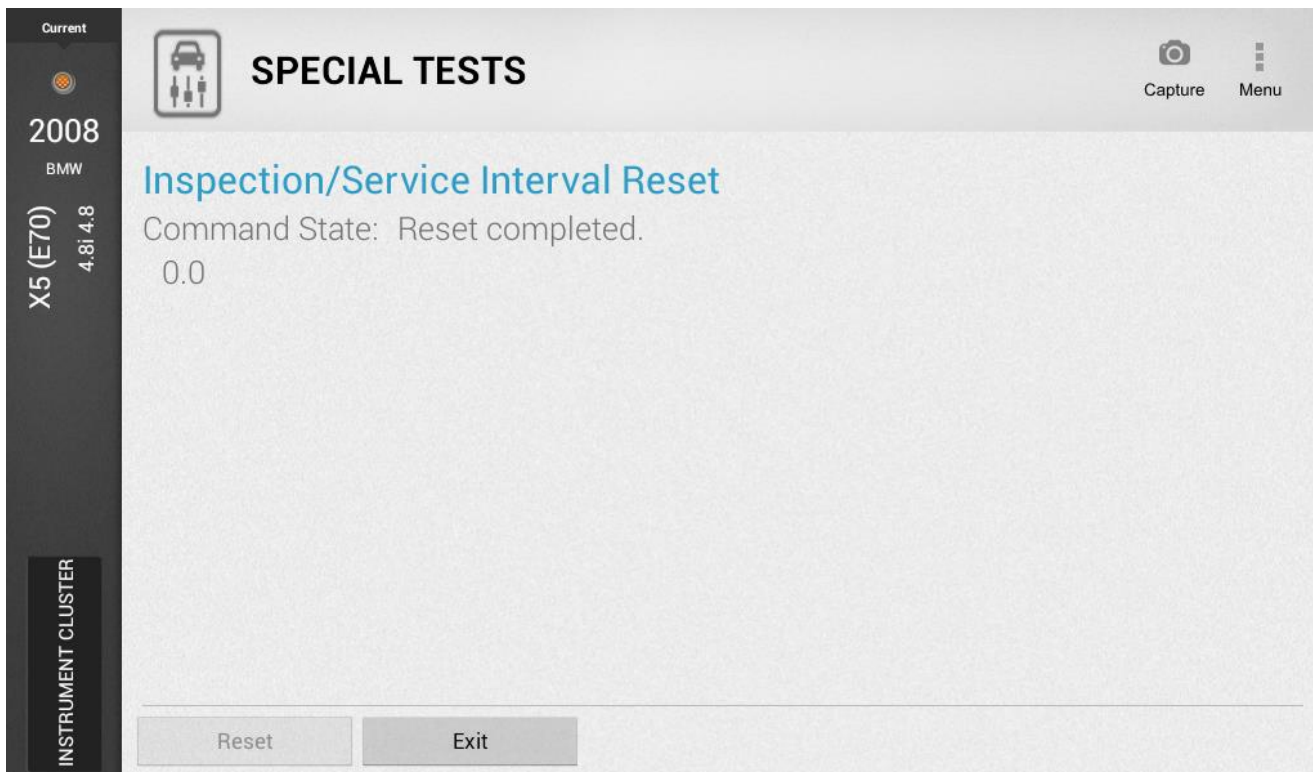 Current
2008
BMW
X5 (E70)
4.8i 4.8
INSTRUMENT CLUSTER
SPECIAL TESTS
Capture
Menu
Inspection/Service Interval Reset
Command State: Reset completed.
0.0
Reset
Exit